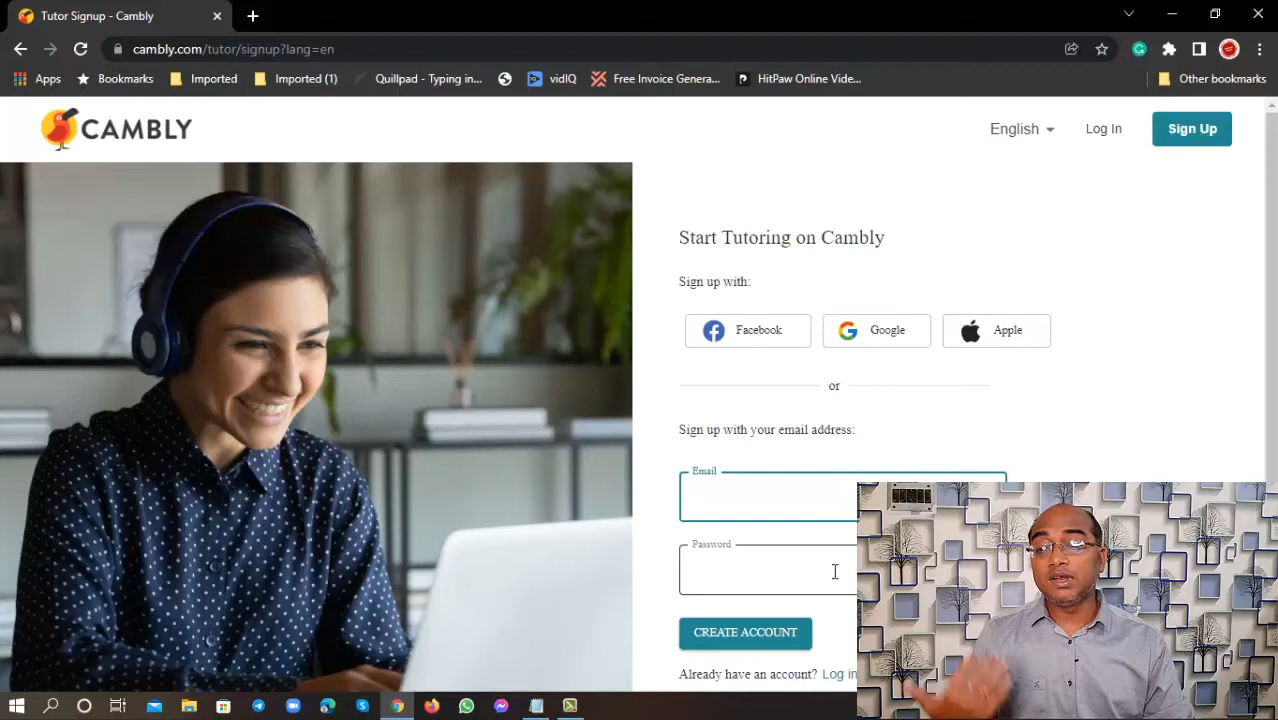 Tutor Signup - Cambly
cambly.com/tutor/signup?lang=en
Apps Bookmarks Imported Imported (1) Quillpad - Typing in... vidIQ Free Invoice Genera... HitPaw Online Vide... Other bookmarks
CAMBLY
English Log In Sign Up
Start Tutoring on Cambly
Sign up with:
Facebook Google Apple
or
Sign up with your email address:
Email
Password
CREATE ACCOUNT
Already have an account? Log in